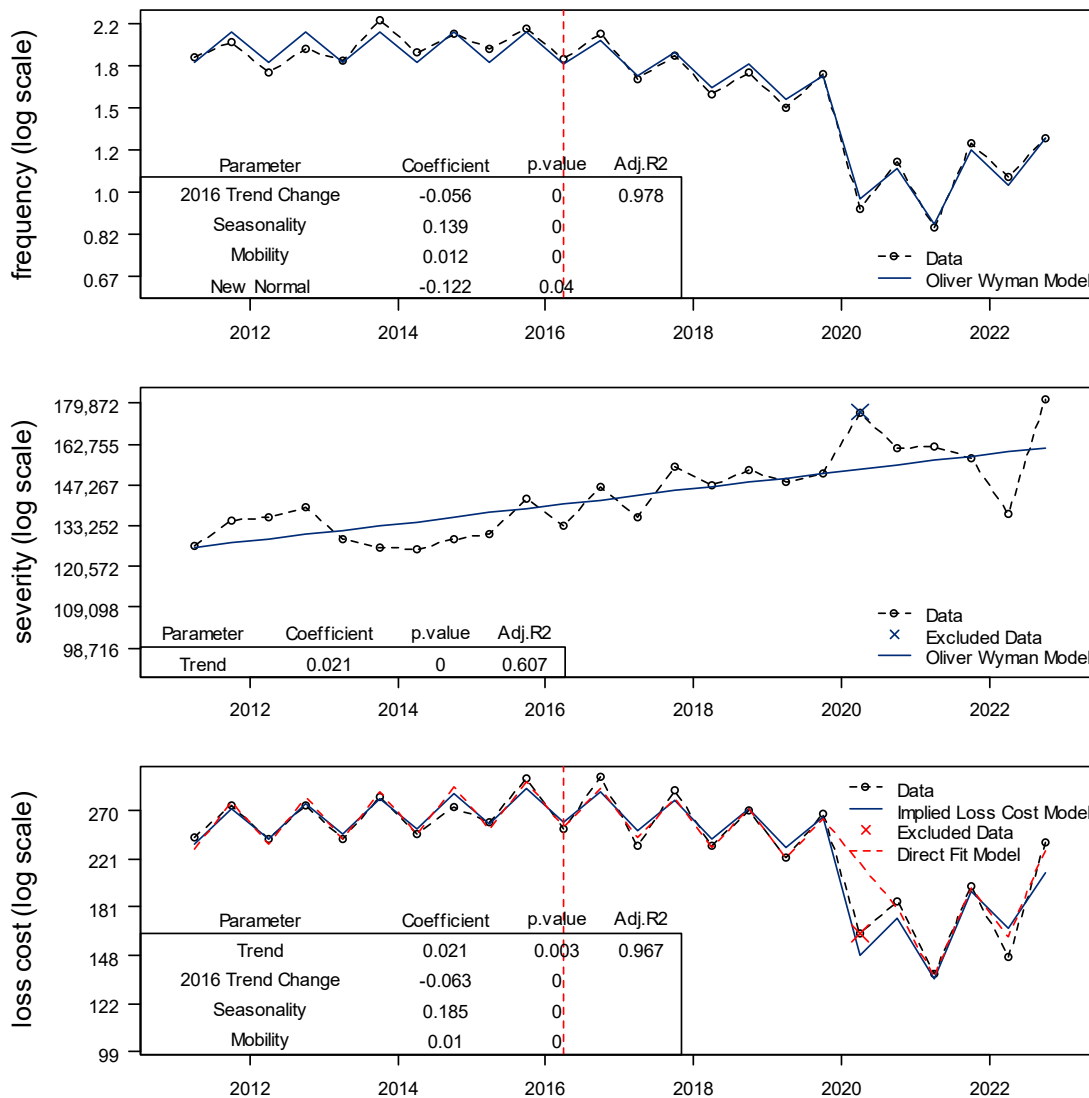 frequency (log scale)
2.2
1.8
1.5
1.2
1.0
0.82
0.67
Parameter Coefficient p.value Adj.R2
2016 Trend Change -0.056 0 0.978
Seasonality 0.139 0
Mobility 0.012 0
New Normal -0.122 0.04
Data
Oliver Wyman Model
2012 2014 2016 2018 2020 2022
severity (log scale)
179,872
162,755
147,267
133,252
120,572
109,098
98,716
Parameter Coefficient p.value Adj.R2
Trend 0.021 0 0.607
Data
Excluded Data
Oliver Wyman Model
2012 2014 2016 2018 2020 2022
loss cost (log scale)
270
221
181
148
122
99
Data
Implied Loss Cost Model
Excluded Data
Direct Fit Model
Parameter Coefficient p.value Adj.R2
Trend 0.021 0.003 0.967
2016 Trend Change -0.063 0
Seasonality 0.185 0
Mobility 0.01 0
2012 2014 2016 2018 2020 2022